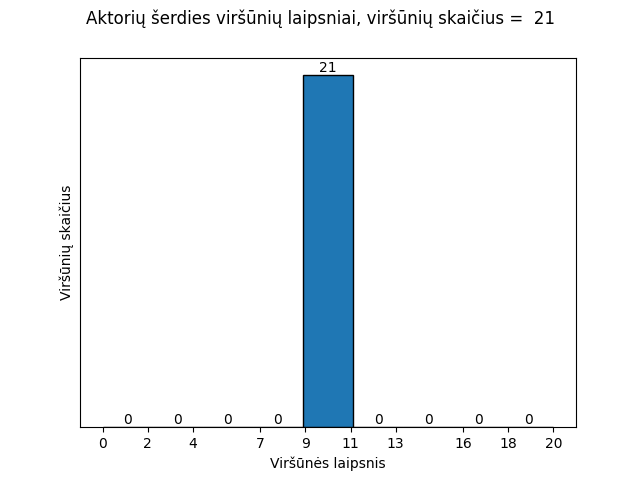 Aktorių šerdies viršūnių laipsniai, viršūnių skaičius =  21
21
Viršūnių skaičius
0 0 0 0 0 0 0 0
0 2 4 7 9 11 13 16 18 20
Viršūnės laipsnis